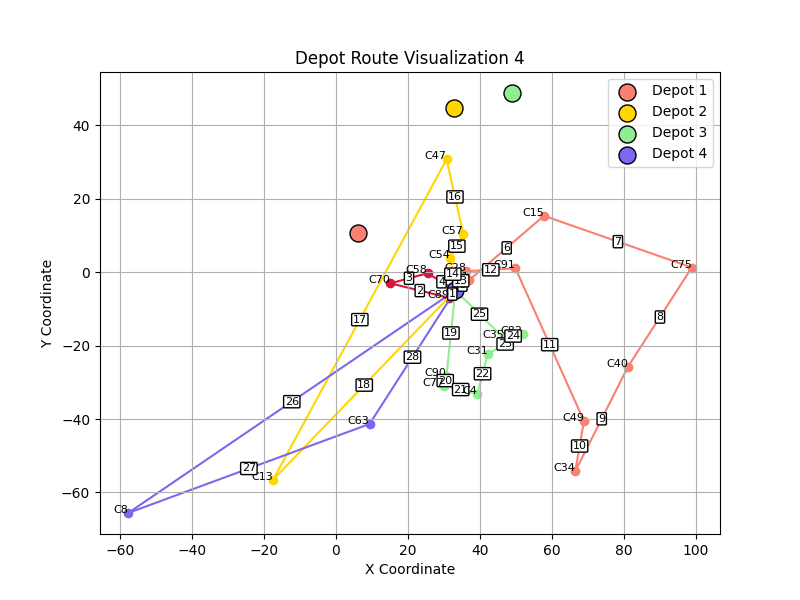 Depot Route Visualization 4
Depot 1
Depot 2
Depot 3
Depot 4
Y Coordinate
40
20
0
−20
−40
−60
C47
16
C15
C57
15
6
7
C54
C28
C58
14
12
C91
C75
C70
3
4
13
2
C89
1
25
8
17
19
C35
C83
24
23
11
C31
28
C40
22
C90
20
18
21
C4
26
C63
C49
9
10
27
C13
C34
C8
−60
−40
−20
0
20
40
60
80
100
X Coordinate